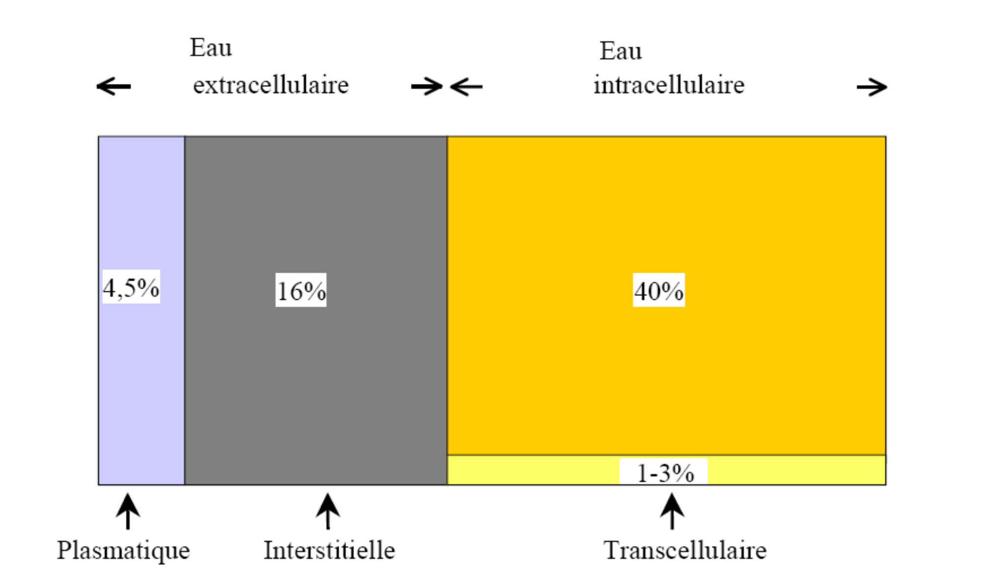 Eau
extracellulaire
Eau
intracellulaire
4,5%
16%
40%
1-3%
Plasmatique
Interstitielle
Transcellulaire